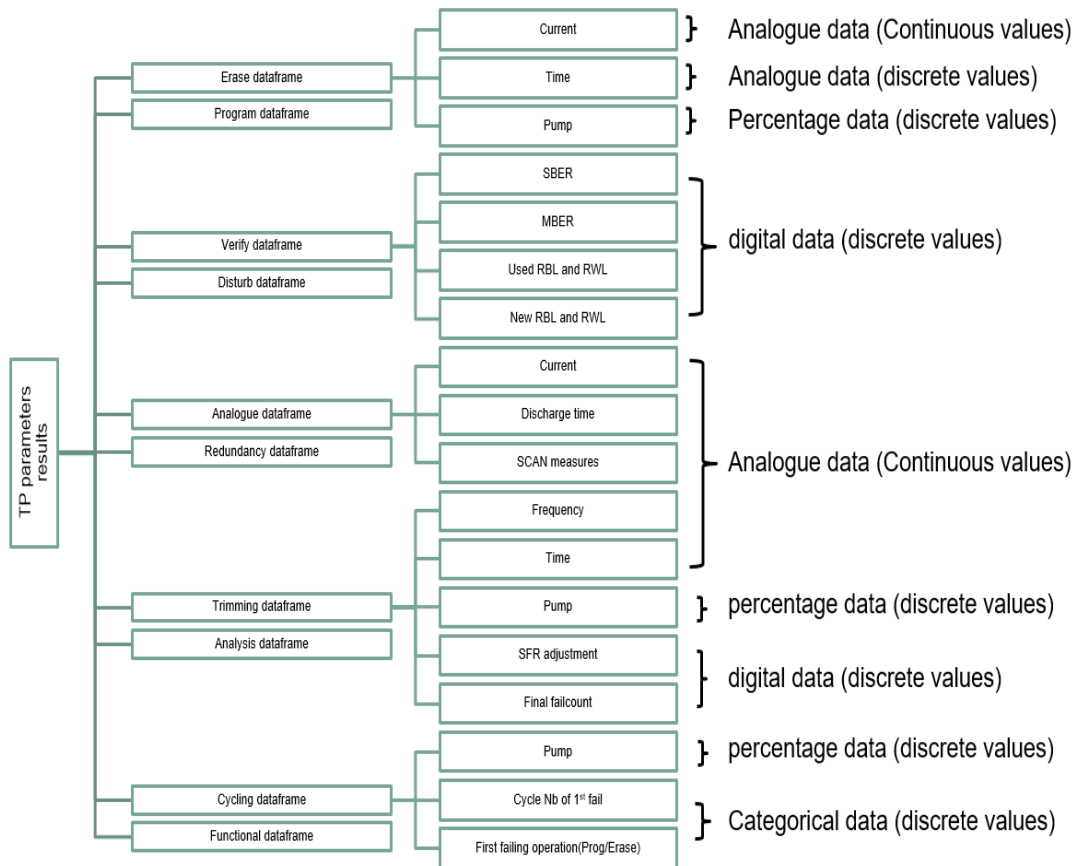 TP parameters
results
Erase dataframe
Program dataframe
Verify dataframe
Disturb dataframe
Analogue dataframe
Redundancy dataframe
Trimming dataframe
Analysis dataframe
Cycling dataframe
Functional dataframe
Current
Time
Pump
SBER
MBER
Used RBL and RWL
New RBL and RWL
Current
Discharge time
SCAN measures
Frequency
Time
Pump
SFR adjustment
Final failcount
Pump
Cycle Nb of 1st fail
First failing operation(Prog/Erase)
Analogue data (Continuous values)
Analogue data (discrete values)
Percentage data (discrete values)
digital data (discrete values)
Analogue data (Continuous values)
percentage data (discrete values)
digital data (discrete values)
percentage data (discrete values)
Categorical data (discrete values)